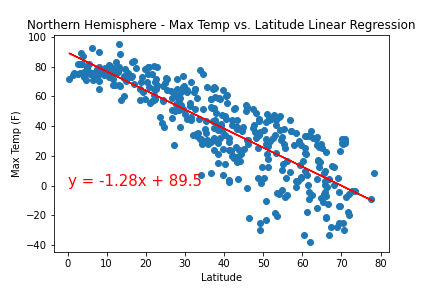 Northern Hemisphere - Max Temp vs. Latitude Linear Regression
100
80
60
40
20
0
−20
−40
Max Temp (F)
y = -1.28x + 89.5
0 10 20 30 40 50 60 70 80
Latitude